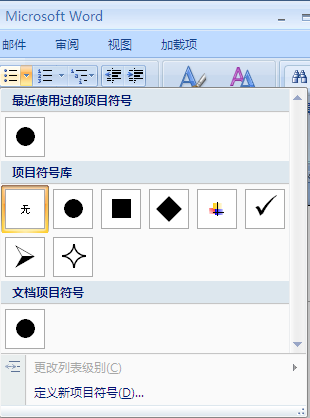 Microsoft Word
邮件 审阅 视图 加载项
最近使用过的项目符号
项目符号库
无
文档项目符号
更改列表级别(C)
定义新项目符号(D)...